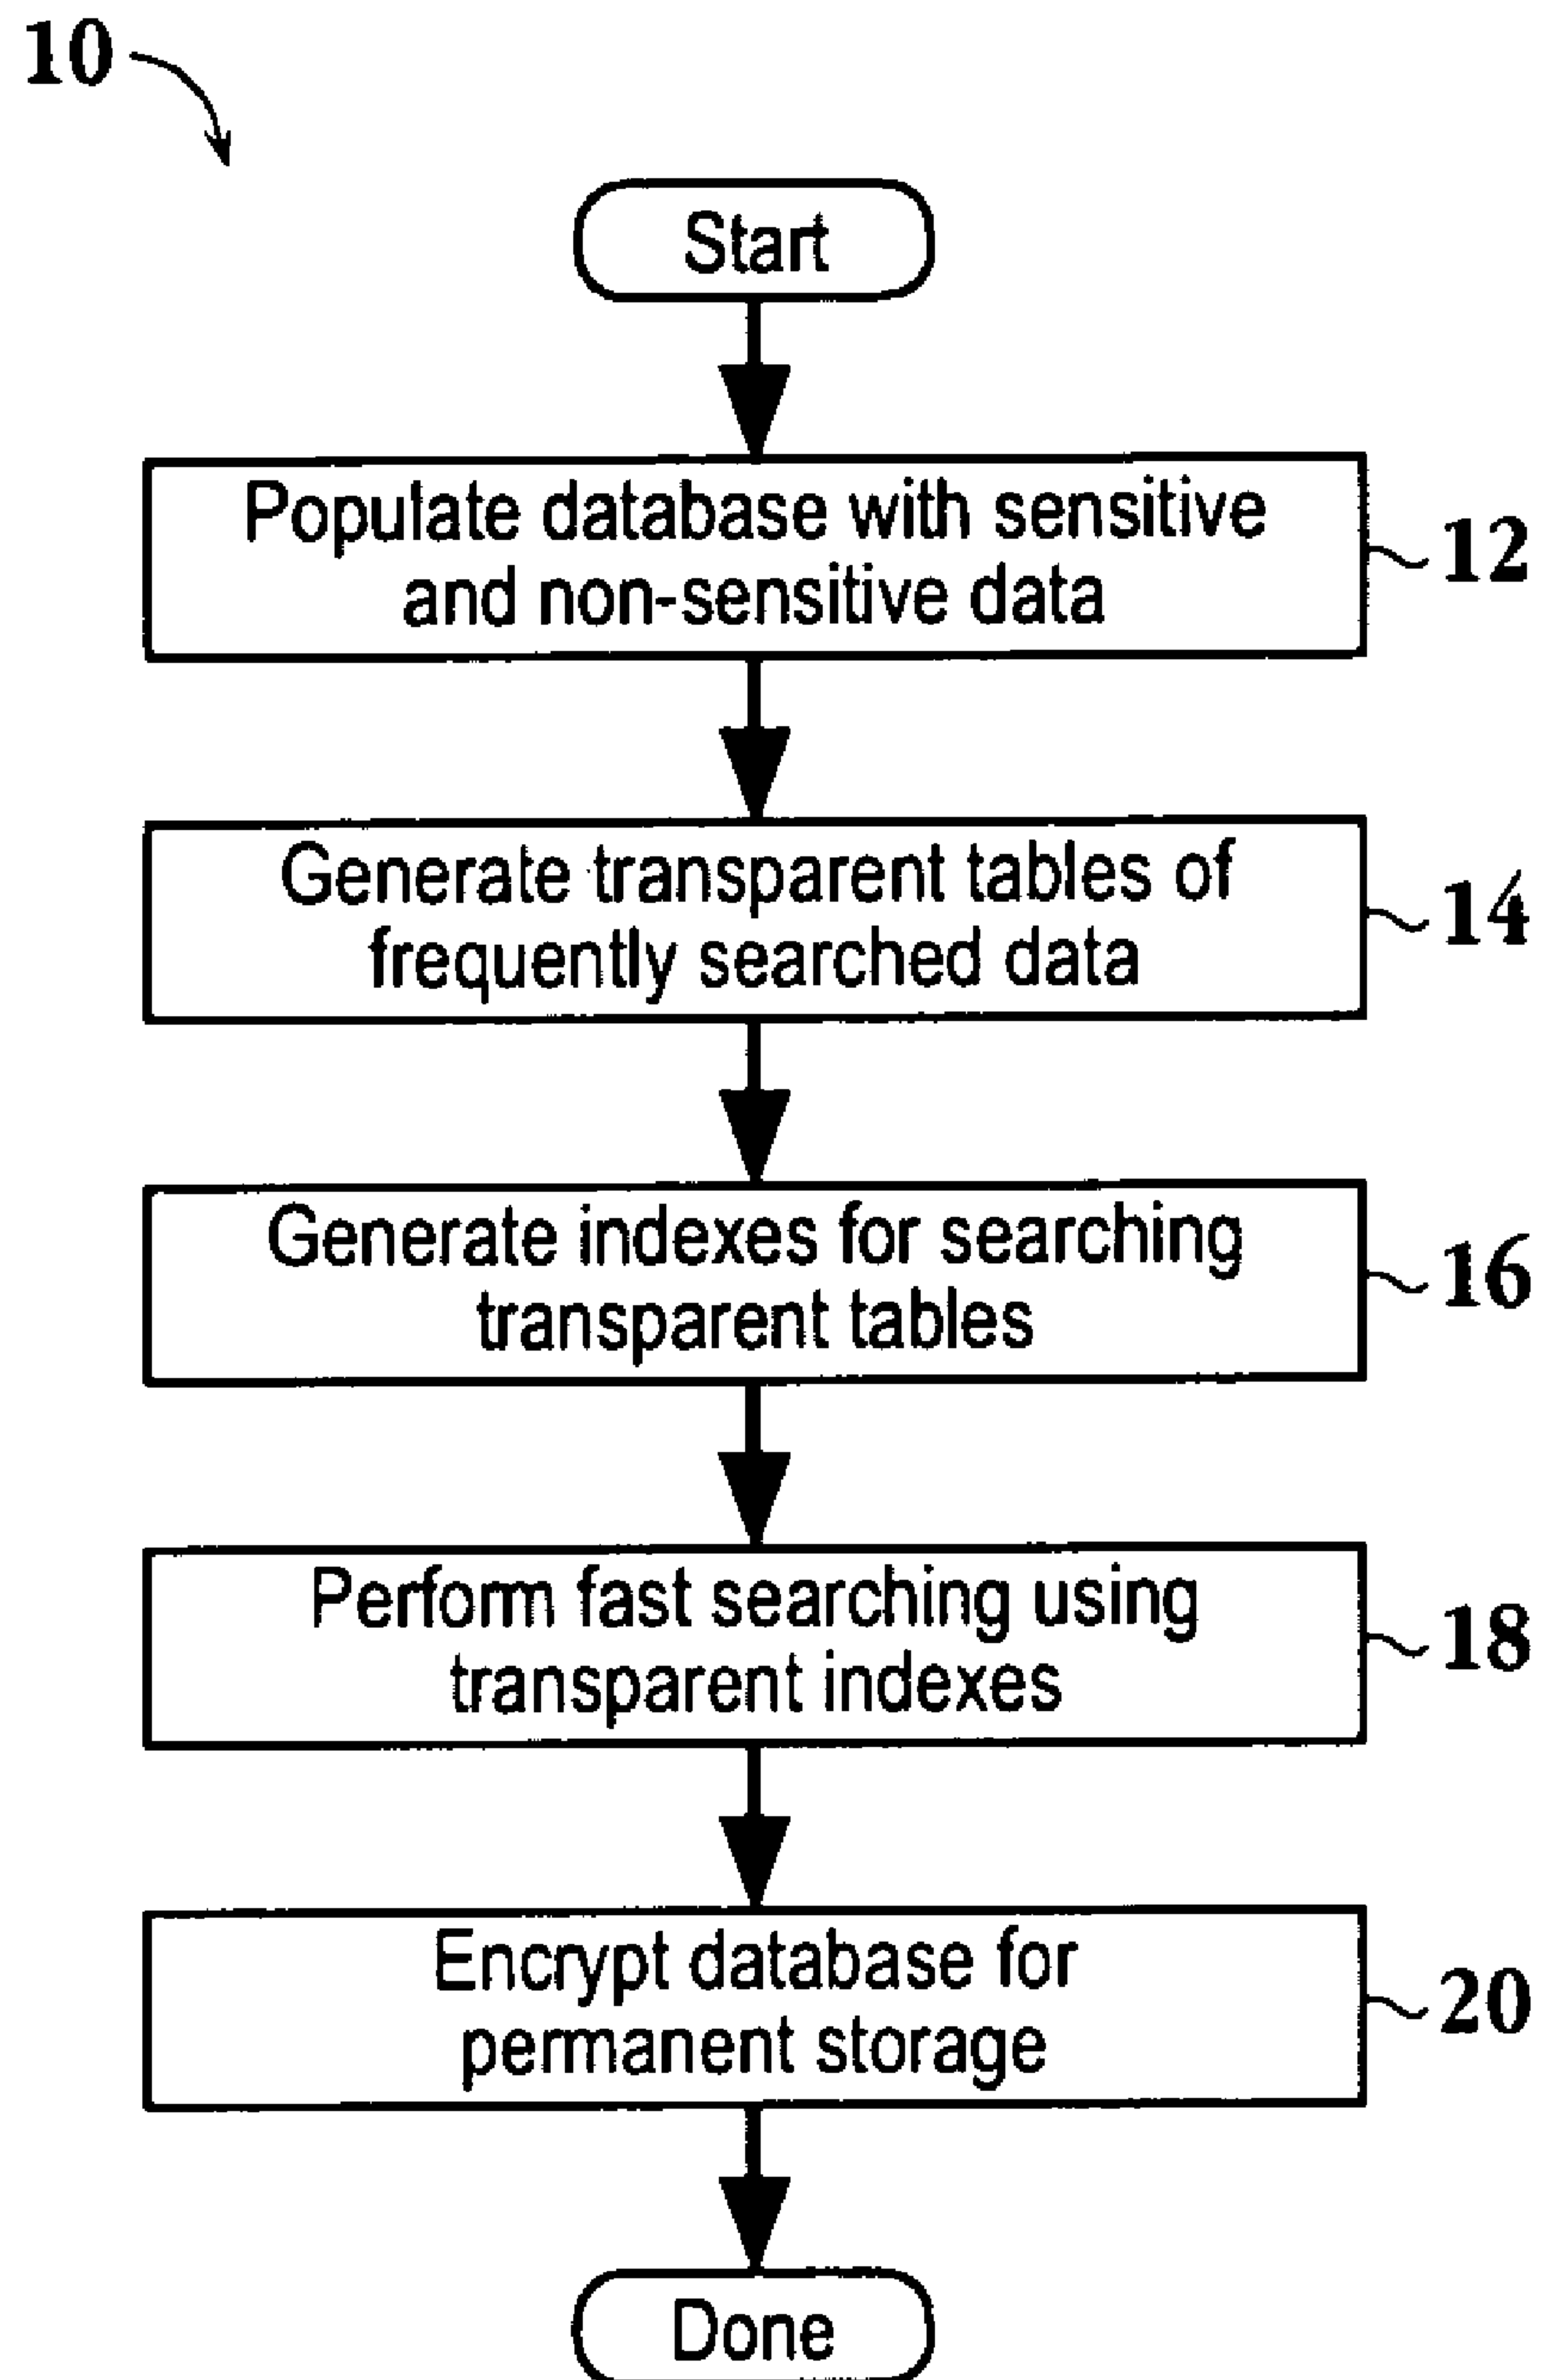 10
Start
Populate database with sensitive
and non-sensitive data
12
Generate transparent tables of
frequently searched data
14
Generate indexes for searching
transparent tables
16
Perform fast searching using
transparent indexes
18
Encrypt database for
permanent storage
20
Done